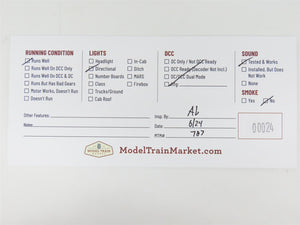 RUNNING CONDITION LIGHTS DCC SOUND
Runs Well Headlight In-Cab DC Only / Not DCC Ready Tested & Works
Runs Well on DCC Only Directional Ditch DCC Ready (Decoder Not Incl.) Installed, But Does
Runs Well on DCC & DC Number Boards MARS DC/DCC Dual Mode Not Work
Runs But Has Bad Gears Class Firebox None
Motor Works, Doesn't Run Trucks/Ground SMOKE
Doesn't Run Cab Roof Yes No
Other Features: Insp. By: AL
Notes: Date: 6/24 00024
MTM#
MODEL TRAIN
MARKET
ModelTrainMarket.com